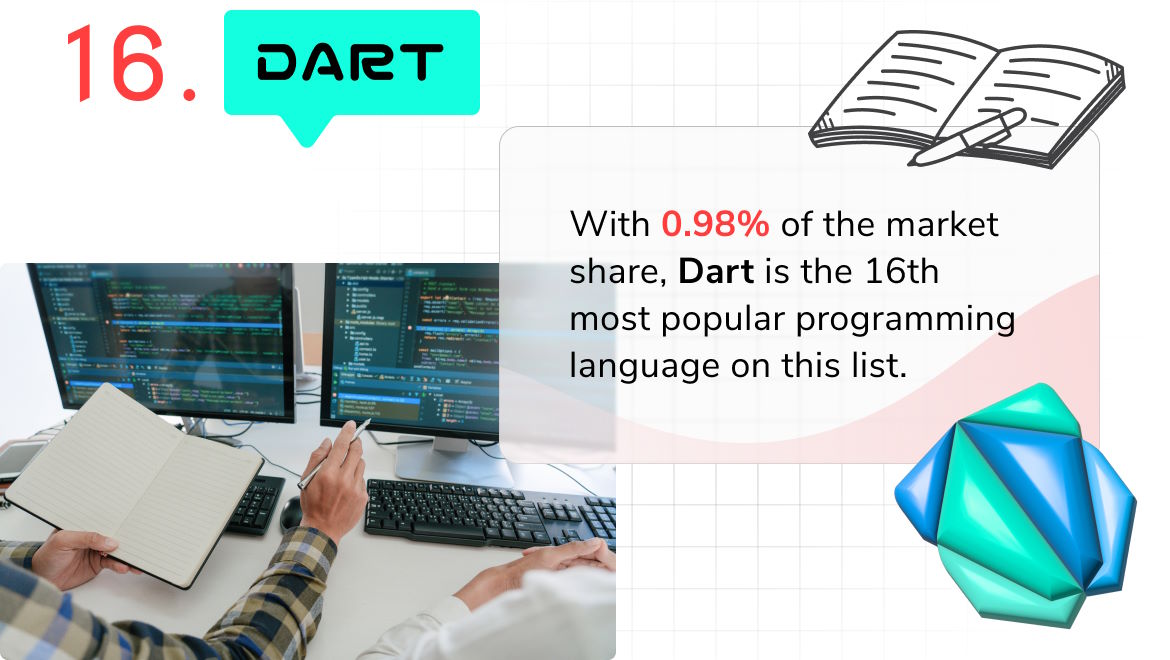 16. DART
With 0.98% of the market
share, Dart is the 16th
most popular programming
language on this list.